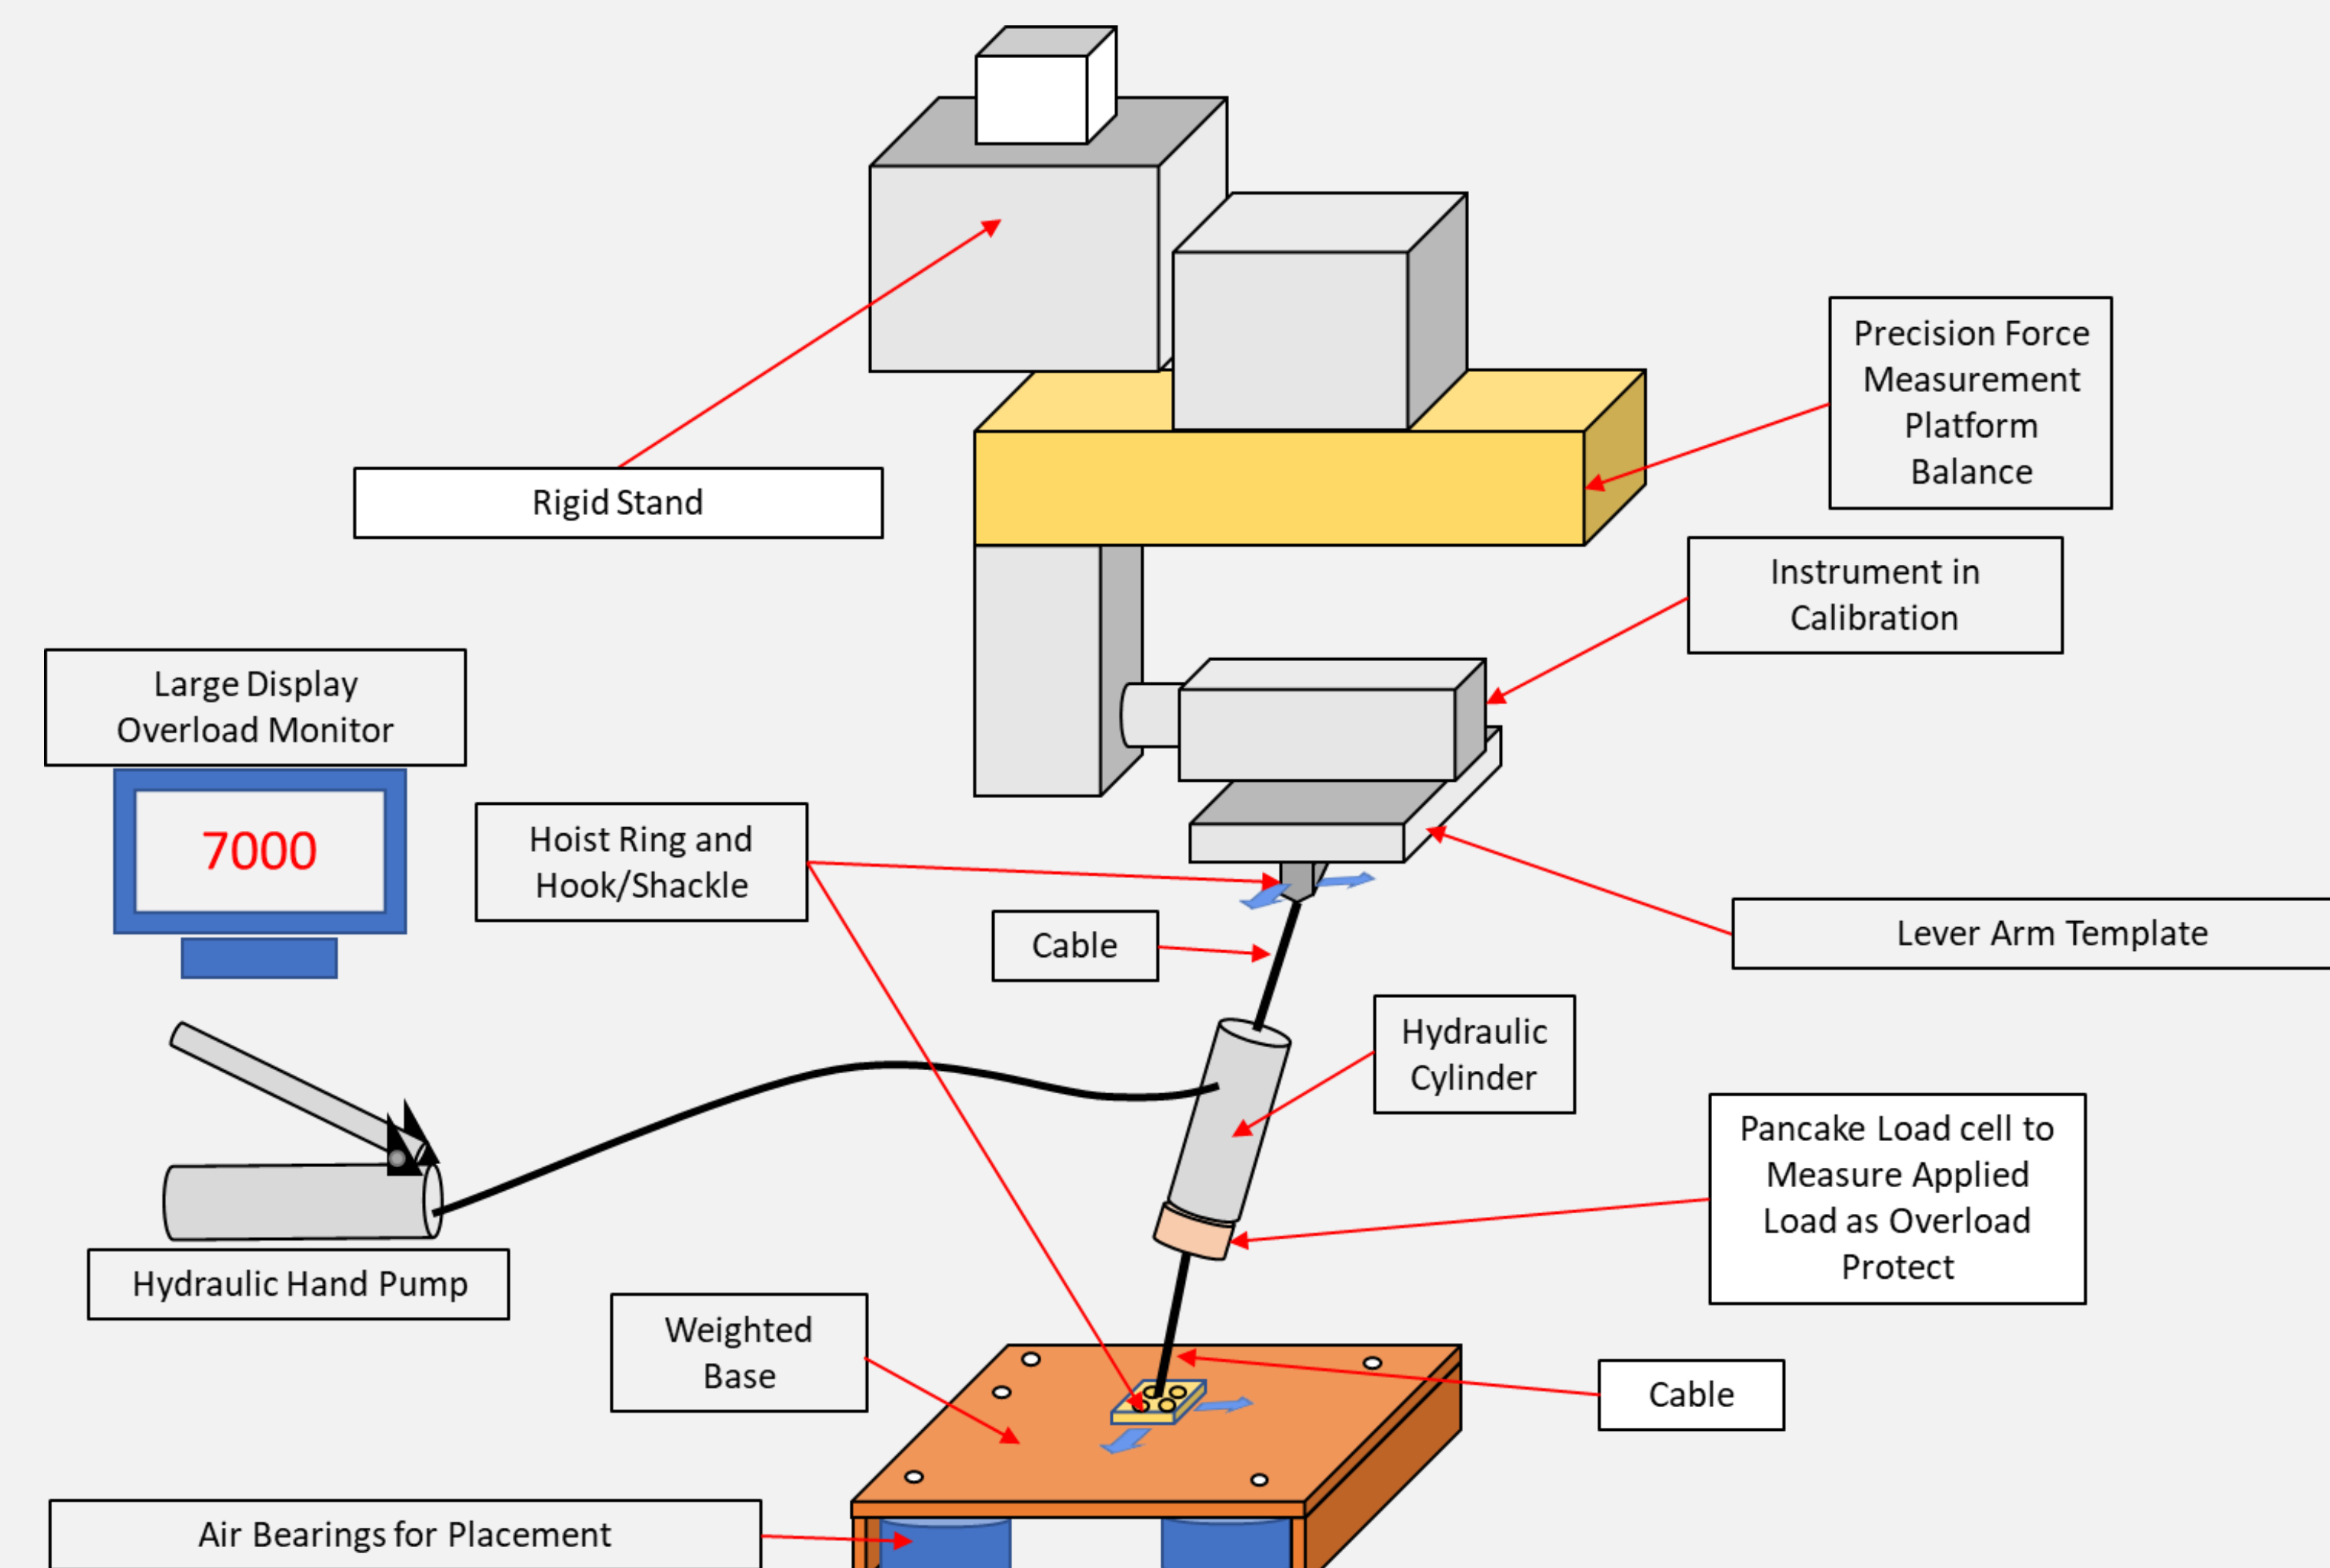 Precision Force
Measurement
Platform
Balance
Rigid Stand
Instrument in
Calibration
Large Display
Overload Monitor
7000
Hoist Ring and
Hook/Shackle
Lever Arm Template
Cable
Hydraulic
Cylinder
Pancake Load cell to
Measure Applied
Load as Overload
Protect
Hydraulic Hand Pump
Weighted
Base
Cable
Air Bearings for Placement